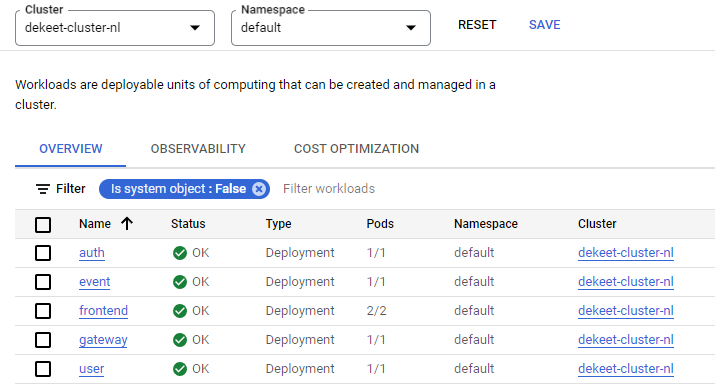 Cluster Namespace
dekeet-cluster-nl default RESET SAVE
Workloads are deployable units of computing that can be created and managed in a
cluster.
OVERVIEW OBSERVABILITY COST OPTIMIZATION
Filter Is system object : False Filter workloads
Name Status Type Pods Namespace Cluster
auth OK Deployment 1/1 default dekeet-cluster-nl
event OK Deployment 1/1 default dekeet-cluster-nl
frontend OK Deployment 2/2 default dekeet-cluster-nl
gateway OK Deployment 1/1 default dekeet-cluster-nl
user OK Deployment 1/1 default dekeet-cluster-nl